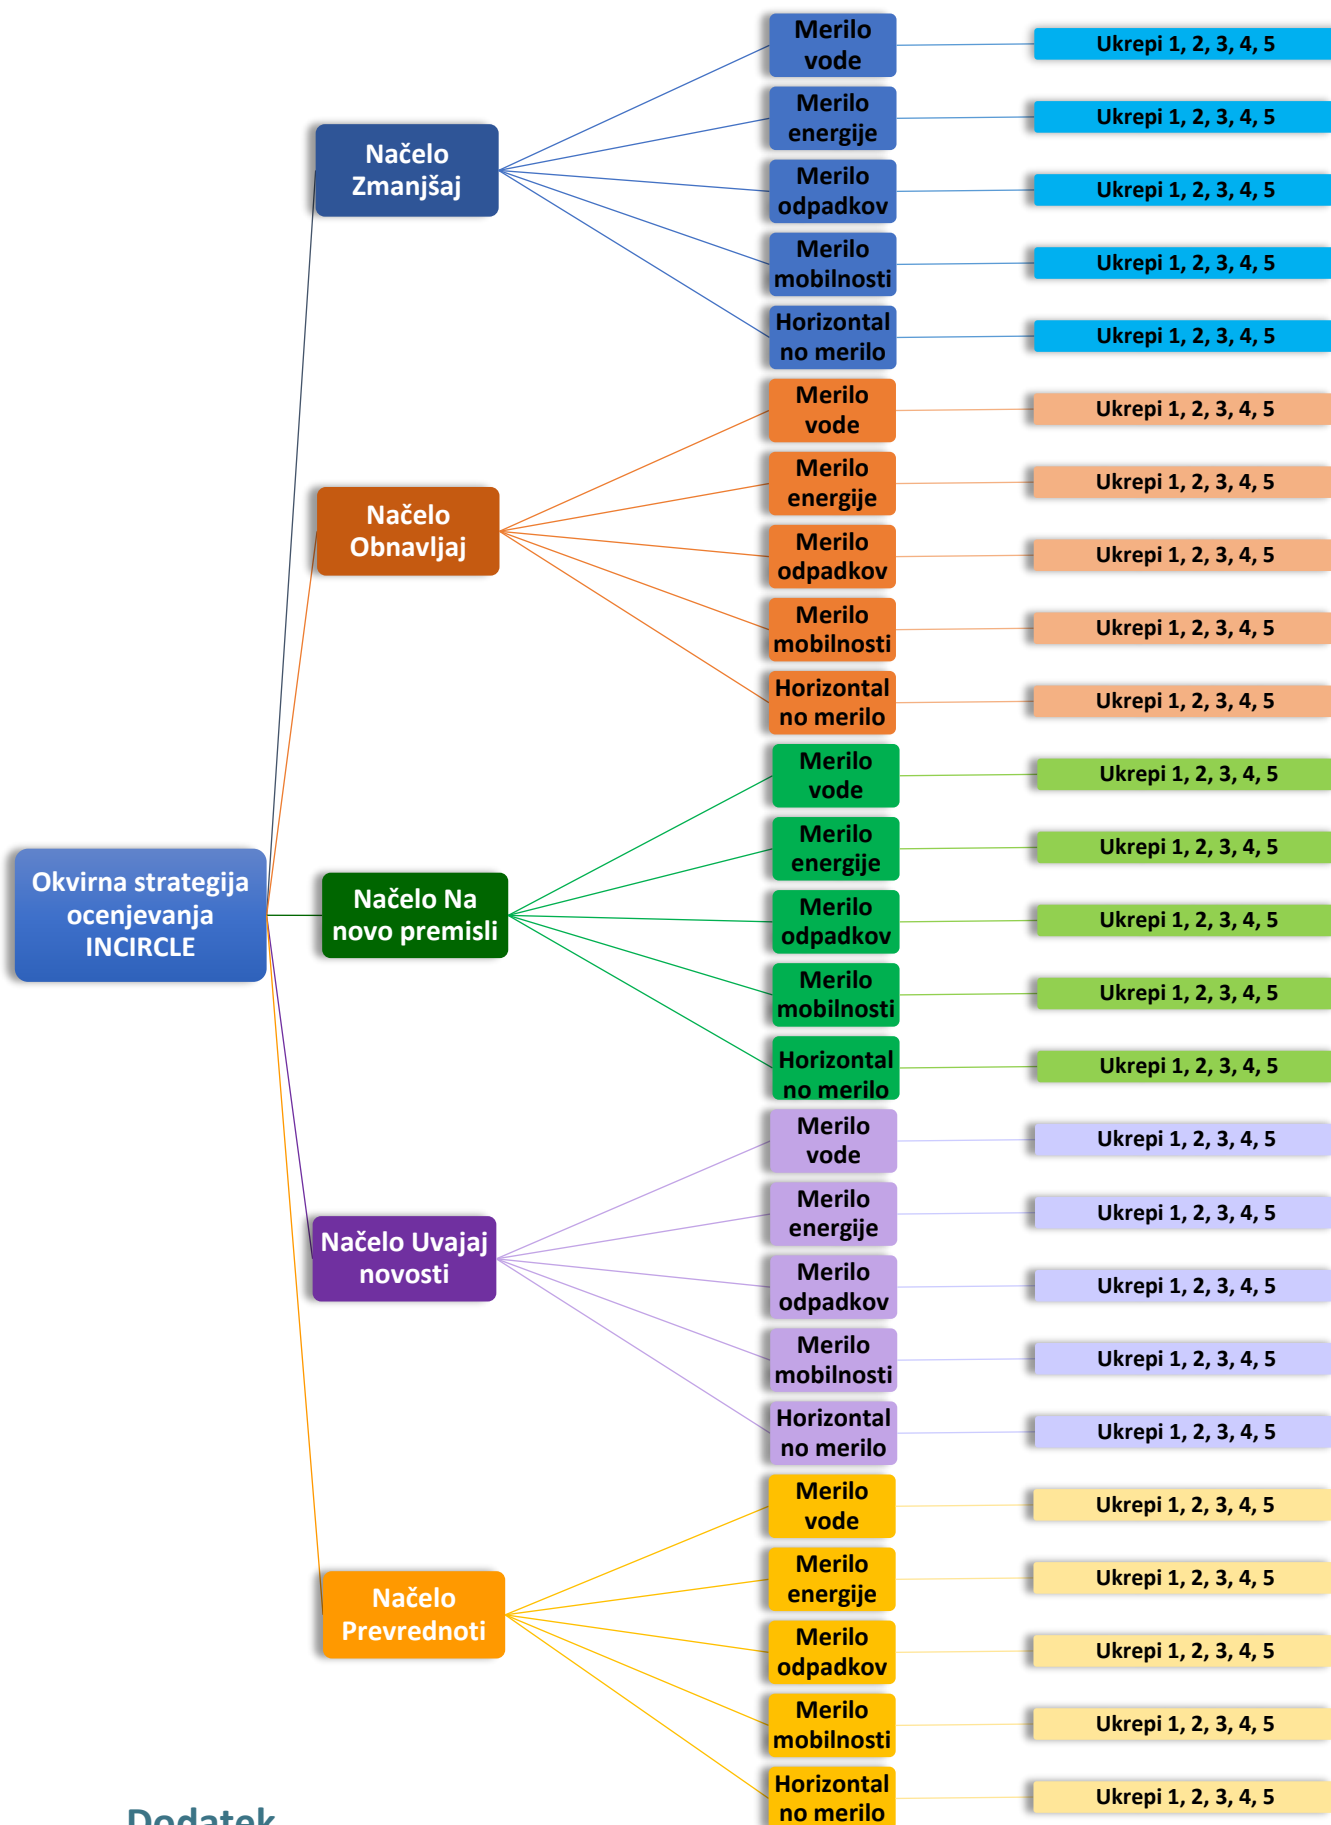 Okvirna strategija
ocenjevanja
INCIRCLE
Načelo
Zmanjšaj
Merilo
vode
Ukrepi 1, 2, 3, 4, 5
Merilo
energije
Ukrepi 1, 2, 3, 4, 5
Merilo
odpadkov
Ukrepi 1, 2, 3, 4, 5
Merilo
mobilnosti
Ukrepi 1, 2, 3, 4, 5
Horizontal
no merilo
Ukrepi 1, 2, 3, 4, 5
Načelo
Obnavljaj
Merilo
vode
Ukrepi 1, 2, 3, 4, 5
Merilo
energije
Ukrepi 1, 2, 3, 4, 5
Merilo
odpadkov
Ukrepi 1, 2, 3, 4, 5
Merilo
mobilnosti
Ukrepi 1, 2, 3, 4, 5
Horizontal
no merilo
Ukrepi 1, 2, 3, 4, 5
Načelo Na
novo premisli
Merilo
vode
Ukrepi 1, 2, 3, 4, 5
Merilo
energije
Ukrepi 1, 2, 3, 4, 5
Merilo
odpadkov
Ukrepi 1, 2, 3, 4, 5
Merilo
mobilnosti
Ukrepi 1, 2, 3, 4, 5
Horizontal
no merilo
Ukrepi 1, 2, 3, 4, 5
Načelo Uvajaj
novosti
Merilo
vode
Ukrepi 1, 2, 3, 4, 5
Merilo
energije
Ukrepi 1, 2, 3, 4, 5
Merilo
odpadkov
Ukrepi 1, 2, 3, 4, 5
Merilo
mobilnosti
Ukrepi 1, 2, 3, 4, 5
Horizontal
no merilo
Ukrepi 1, 2, 3, 4, 5
Načelo
Prevrednoti
Merilo
vode
Ukrepi 1, 2, 3, 4, 5
Merilo
energije
Ukrepi 1, 2, 3, 4, 5
Merilo
odpadkov
Ukrepi 1, 2, 3, 4, 5
Merilo
mobilnosti
Ukrepi 1, 2, 3, 4, 5
Horizontal
no merilo
Ukrepi 1, 2, 3, 4, 5
Dodatek